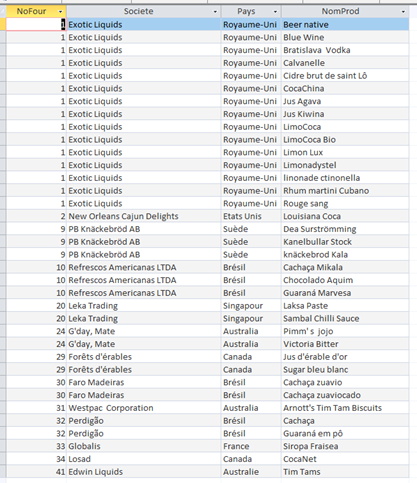 NoFour Societe Pays NomProd
1 Exotic Liquids Royaume-Uni Beer native
1 Exotic Liquids Royaume-Uni Blue Wine
1 Exotic Liquids Royaume-Uni Bratislava Vodka
1 Exotic Liquids Royaume-Uni Calvanelle
1 Exotic Liquids Royaume-Uni Cidre brut de saint Lô
1 Exotic Liquids Royaume-Uni CocaChina
1 Exotic Liquids Royaume-Uni Jus Agava
1 Exotic Liquids Royaume-Uni Jus Kiwina
1 Exotic Liquids Royaume-Uni LimoCoca
1 Exotic Liquids Royaume-Uni LimoCoca Bio
1 Exotic Liquids Royaume-Uni Limon Lux
1 Exotic Liquids Royaume-Uni Limonadystel
1 Exotic Liquids Royaume-Uni linonade ctinonella
1 Exotic Liquids Royaume-Uni Rhum martini Cubano
1 Exotic Liquids Royaume-Uni Rouge sang
2 New Orleans Cajun Delights Etats Unis Louisiana Coca
9 PB Knäckebröd AB Suède Dea Surströmming
9 PB Knäckebröd AB Suède Kanelbullar Stock
9 PB Knäckebröd AB Suède knäckebrod Kala
10 Refrescos Americanas LTDA Brésil Cachaça Mikala
10 Refrescos Americanas LTDA Brésil Chocolado Aquim
10 Refrescos Americanas LTDA Brésil Guaraná Marvesa
20 Leka Trading Singapour Laksa Paste
20 Leka Trading Singapour Sambal Chilli Sauce
24 G'day, Mate Australia Pimm' s jojo
24 G'day, Mate Australia Victoria Bitter
29 Forêts d'érables Canada Jus d'érable d'or
29 Forêts d'érables Canada Sugar bleu blanc
30 Faro Madeiras Brésil Cachaça zuavio
30 Faro Madeiras Brésil Cachaça zuaviocado
31 Westpac Corporation Australia Arnott's Tim Tam Biscuits
32 Perdigão Brésil Cachaça
32 Perdigão Brésil Guaraná em pô
33 Globalis France Siropa Fraisea
34 Losad Canada CocaNet
41 Edwin Liquids Australie Tim Tams